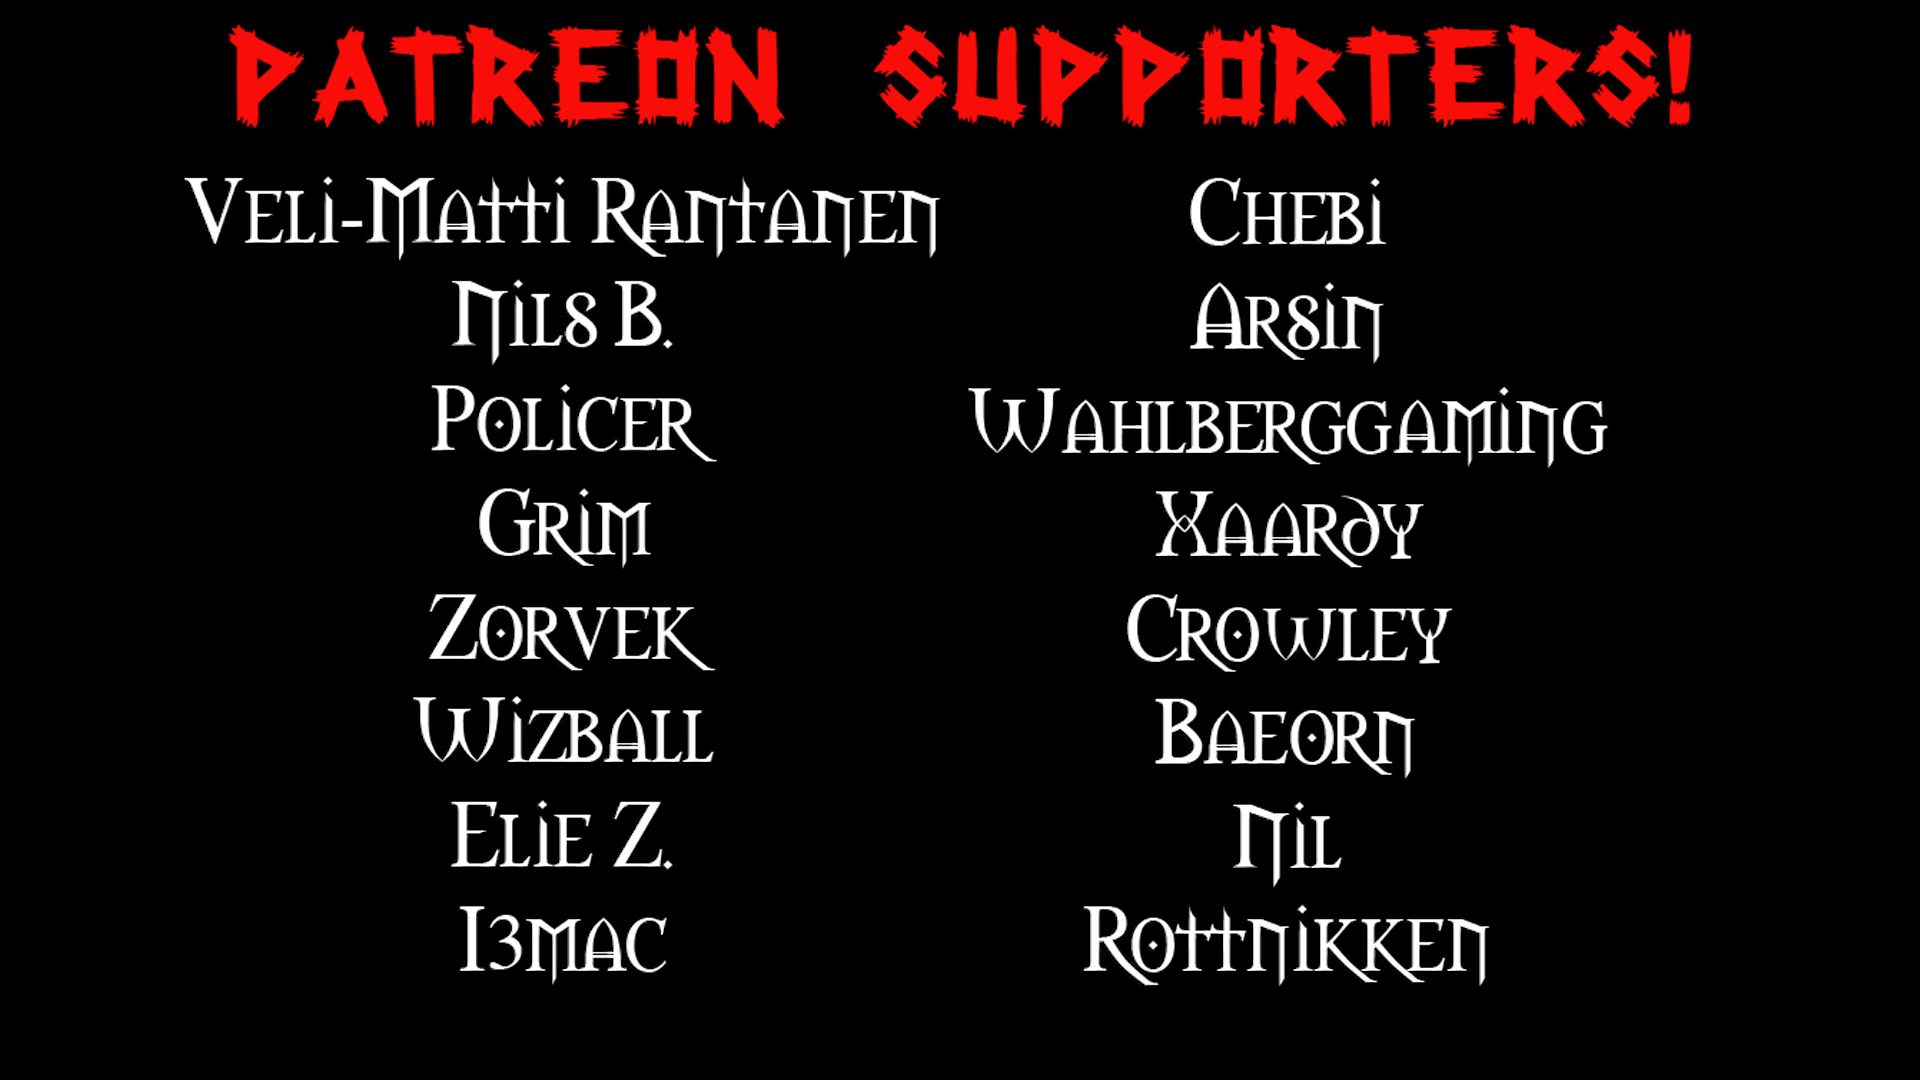 PATREON SUPPORTERS!
Veli-Matti Rantanen
Nils B.
Policer
Grim
Zorvek
Wizball
Elie Z.
I3mac
Chebi
Arsin
Wahlberggaming
Xaardy
Crowley
Baeorn
Nil
Rottnikken